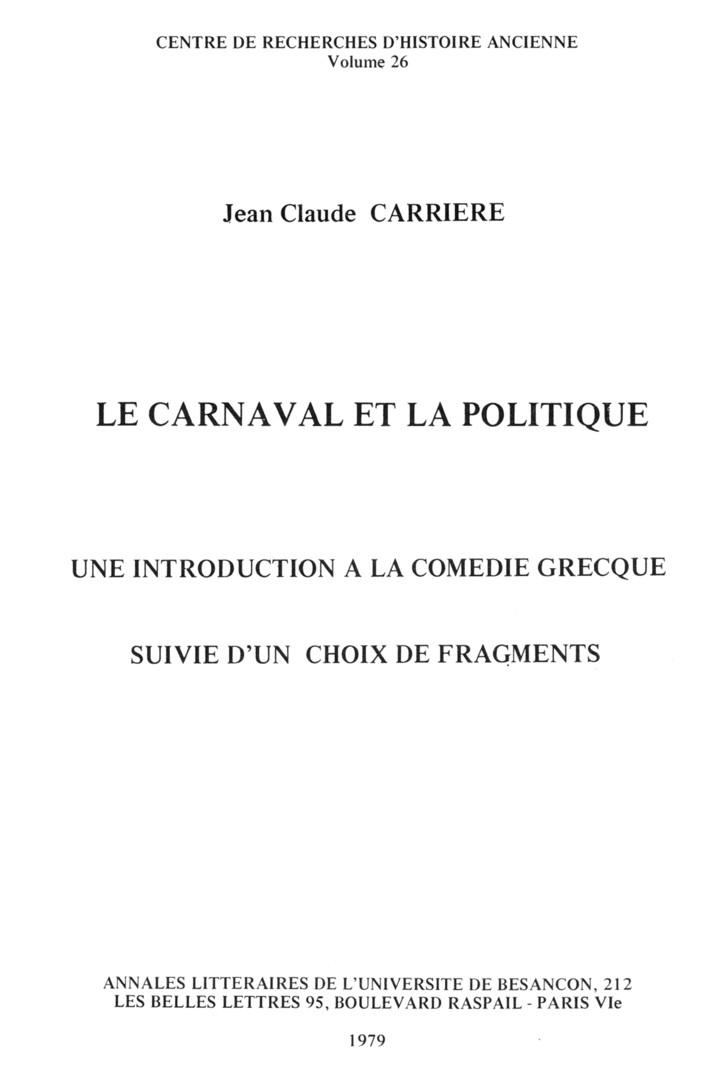 CENTRE DE RECHERCHES D'HISTOIRE ANCIENNE
Volume 26
Jean Claude CARRIERE
LE CARNAVAL ET LA POLITIQUE
UNE INTRODUCTION A LA COMEDIE GRECQUE
SUIVIE D'UN CHOIX DE FRAGMENTS
ANNALES LITTERAIRES DE L'UNIVERSITE DE BESANCON, 212
LES BELLES LETTRES 95, BOULEVARD RASPAIL - PARIS VIe
1979